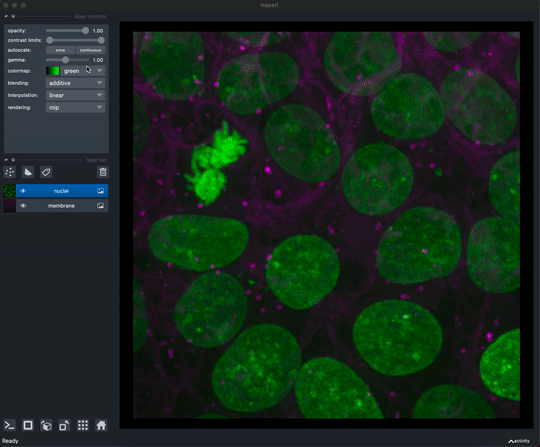 napari
layer controls
opacity: 1.00
contrast limits:
autoscale: once continuous
gamma: 1.00
colormap: green
blending: additive
interpolation: linear
rendering: mip
layer list
nuclei
membrane
Ready
activity